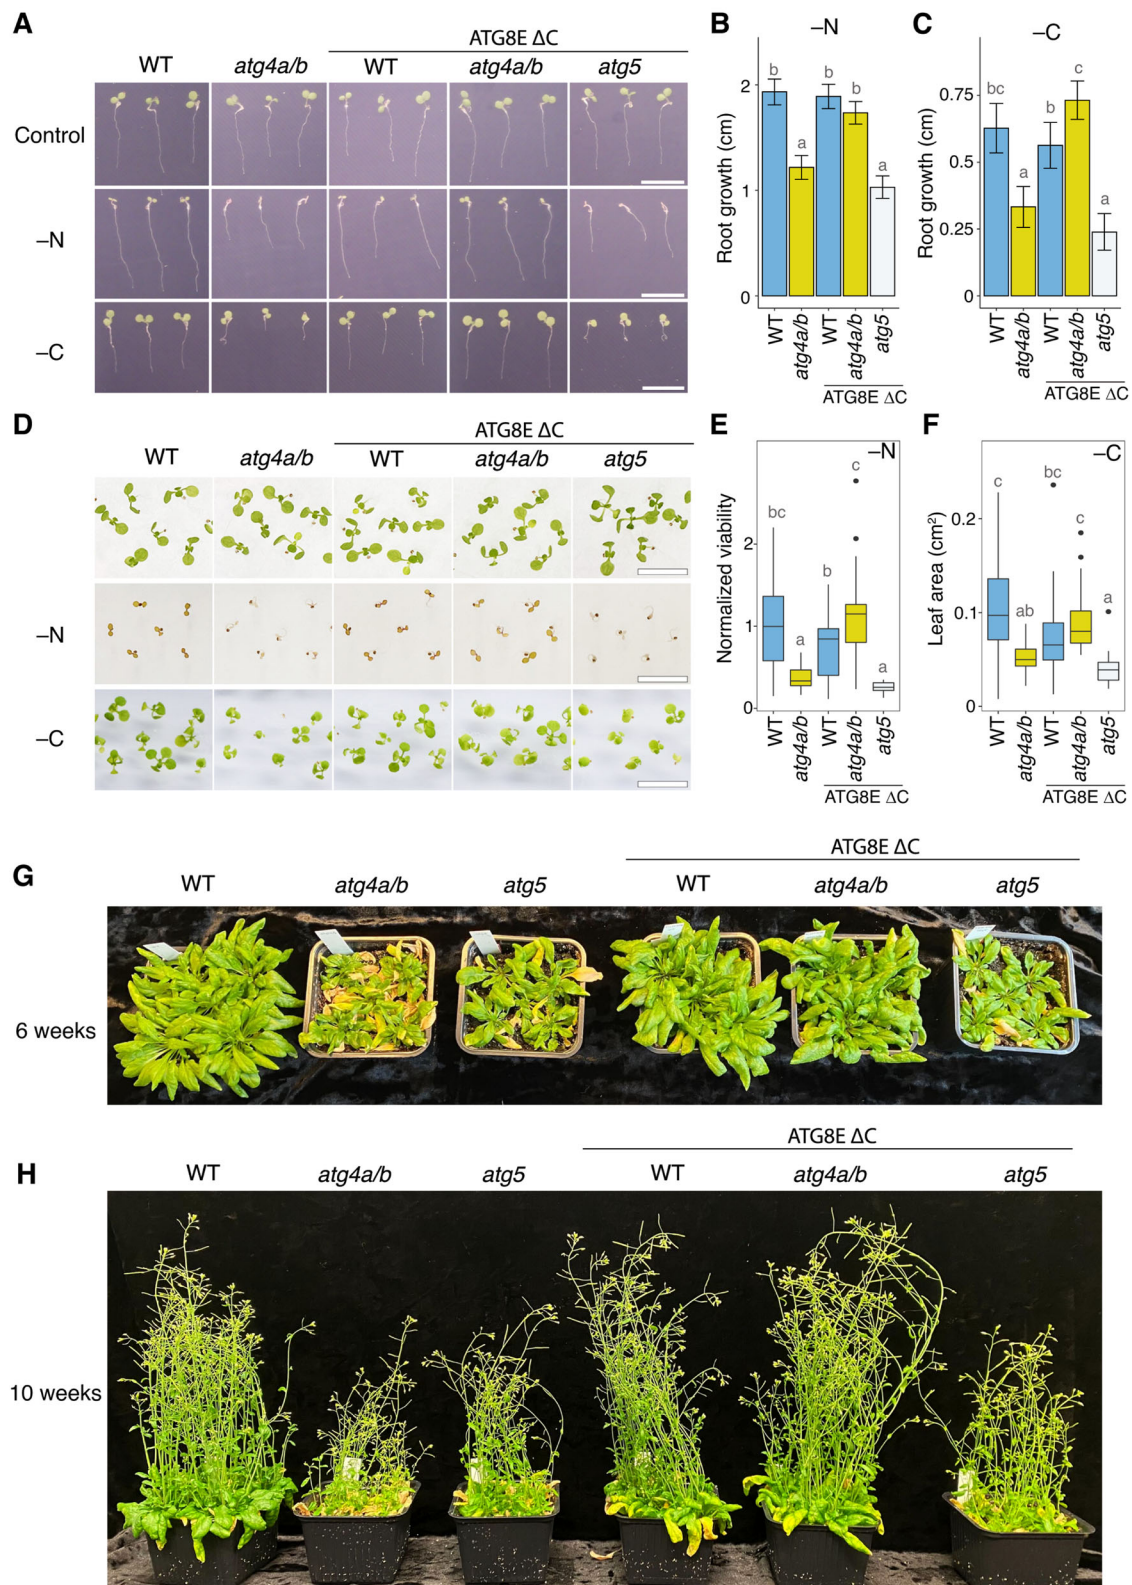 A
ATG8E ΔC
WT atg4a/b WT atg4a/b atg5
Control
–N
–C
B
–N
Root growth (cm)
2
1
0
b
a
b
b
a
WT
atg4a/b
WT
atg4a/b
atg5
ATG8E ΔC
C
–C
Root growth (cm)
0.75
0.5
0.25
0
bc
a
b
c
a
WT
atg4a/b
WT
atg4a/b
atg5
ATG8E ΔC
D
ATG8E ΔC
WT atg4a/b WT atg4a/b atg5
–N
–C
E
–N
Normalized viability
2
1
0
bc
a
b
c
a
WT
atg4a/b
WT
atg4a/b
atg5
ATG8E ΔC
F
–C
Leaf area (cm²)
0.2
0.1
0
c
ab
bc
c
a
WT
atg4a/b
WT
atg4a/b
atg5
ATG8E ΔC
G
ATG8E ΔC
WT atg4a/b atg5 WT atg4a/b atg5
6 weeks
H
ATG8E ΔC
WT atg4a/b atg5 WT atg4a/b atg5
10 weeks